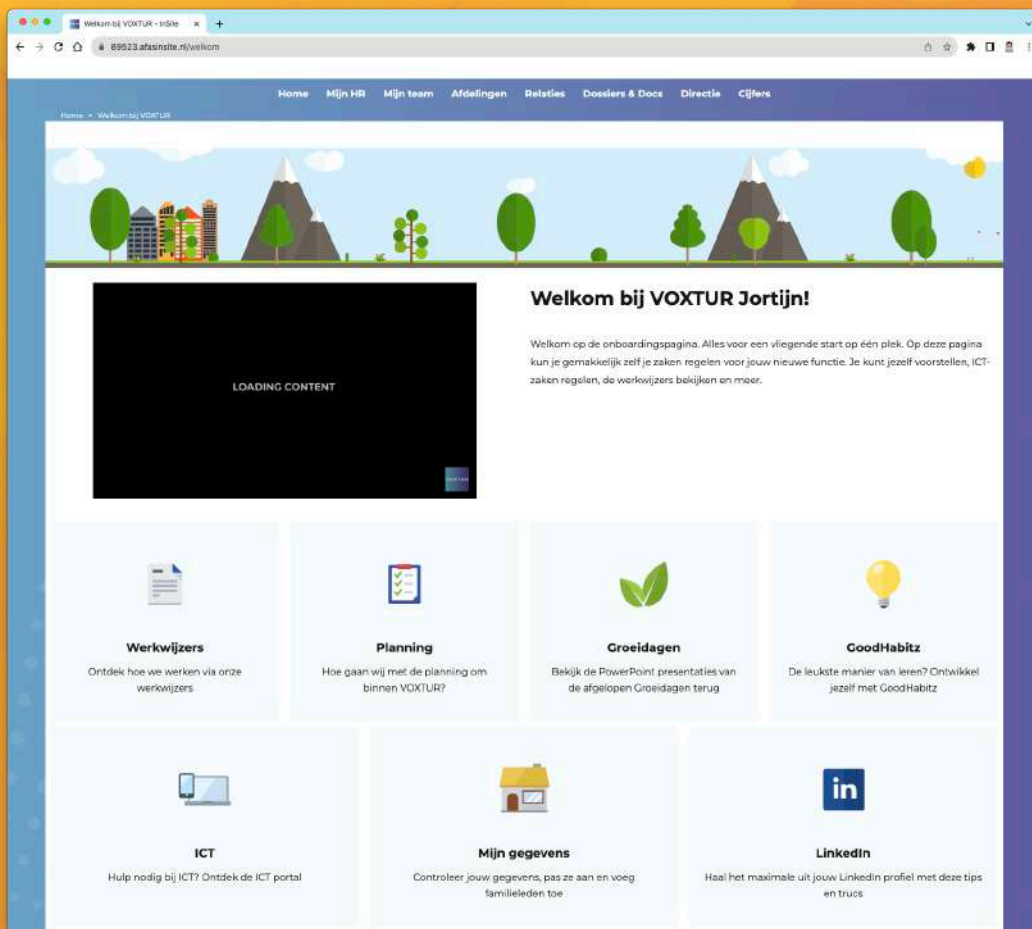 Welkom bij VOXTUR - InSite
89523.afasinsite.nl/welkom
Home Mijn HR Mijn team Afdelingen Relaties Dossiers & Docs Directie Cijfers
Home • Welkom bij VOXTUR
LOADING CONTENT
VOXTUR
Welkom bij VOXTUR Jortijn!
Welkom op de onboardingspagina. Alles voor een vliegende start op één plek. Op deze pagina
kun je gemakkelijk zelf je zaken regelen voor jouw nieuwe functie. Je kunt jezelf voorstellen, ICT-
zaken regelen, de werkwijzers bekijken en meer.
Werkwijzers
Ontdek hoe we werken via onze
werkwijzers
Planning
Hoe gaan wij met de planning om
binnen VOXTUR?
Groeidagen
Bekijk de PowerPoint presentaties van
de afgelopen Groeidagen terug
GoodHabitz
De leukste manier van leren? Ontwikkel
jezelf met GoodHabitz
ICT
Hulp nodig bij ICT? Ontdek de ICT portal
Mijn gegevens
Controleer jouw gegevens, pas ze aan en voeg
familieleden toe
in
LinkedIn
Haal het maximale uit jouw LinkedIn profiel met deze tips
en trucs